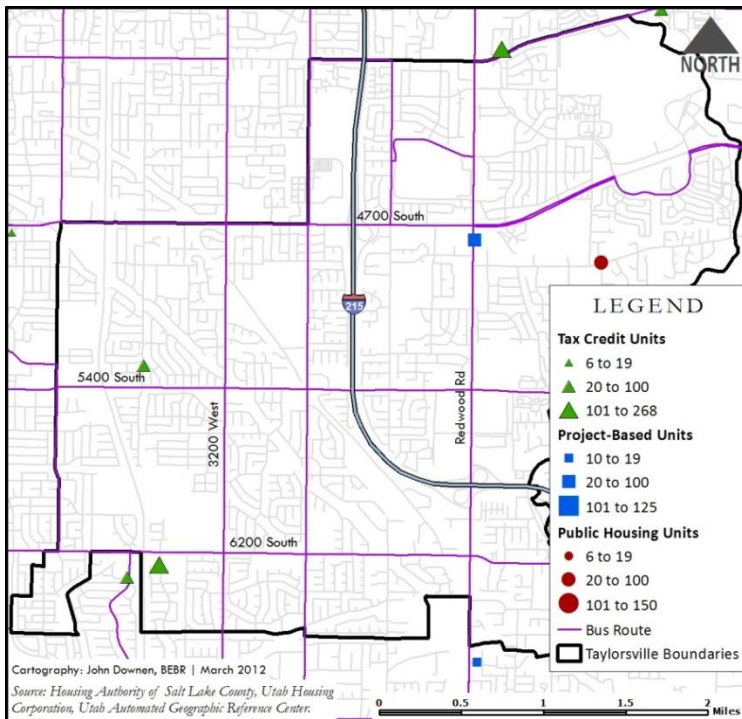 NORTH
4700 South
215
5400 South
3200 West
Redwood Rd
6200 South
LEGEND
Tax Credit Units
6 to 19
20 to 100
101 to 268
Project-Based Units
10 to 19
20 to 100
101 to 125
Public Housing Units
6 to 19
20 to 100
101 to 150
Bus Route
Taylorsville Boundaries
Cartography: John Downen, BEBR | March 2012
Source: Housing Authority of Salt Lake County, Utah Housing
Corporation, Utah Automated Geographic Reference Center.
0 0.5 1 1.5 2
Miles